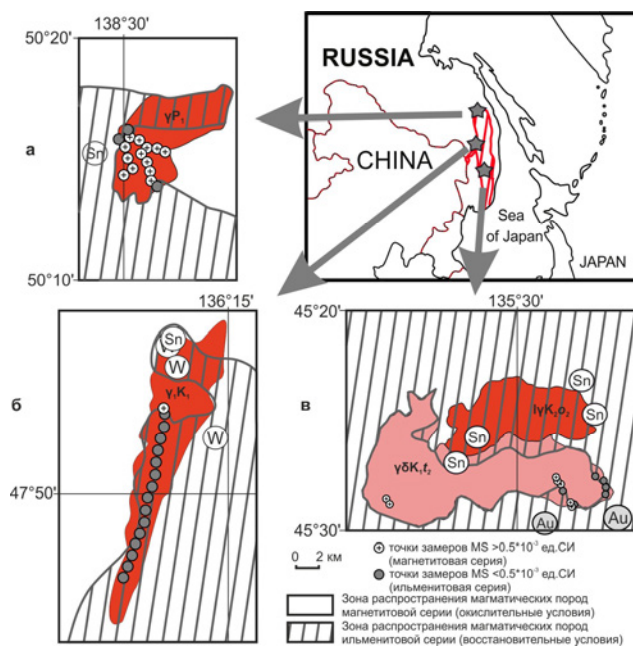 138°30'
50°20'
RUSSIA
γP₁
а
Sn
CHINA
Sea
of Japan
JAPAN
50°10'
136°15'
135°30'
45°20'
Sn
W
W
Sn
Sn
γ₁K₁
IγK₂o₂
б
в
Sn
Sn
γδK₁t₂
47°50'
Au
Au
45°30'
точки замеров MS >0.5*10⁻³ ед.СИ
(магнетитовая серия)
0 2 км
точки замеров MS <0.5*10⁻³ ед.СИ
(ильменитовая серия)
Зона распространения магматических пород
магнетитовой серии (окислительные условия)
Зона распространения магматических пород
ильменитовой серии (восстановительные условия)